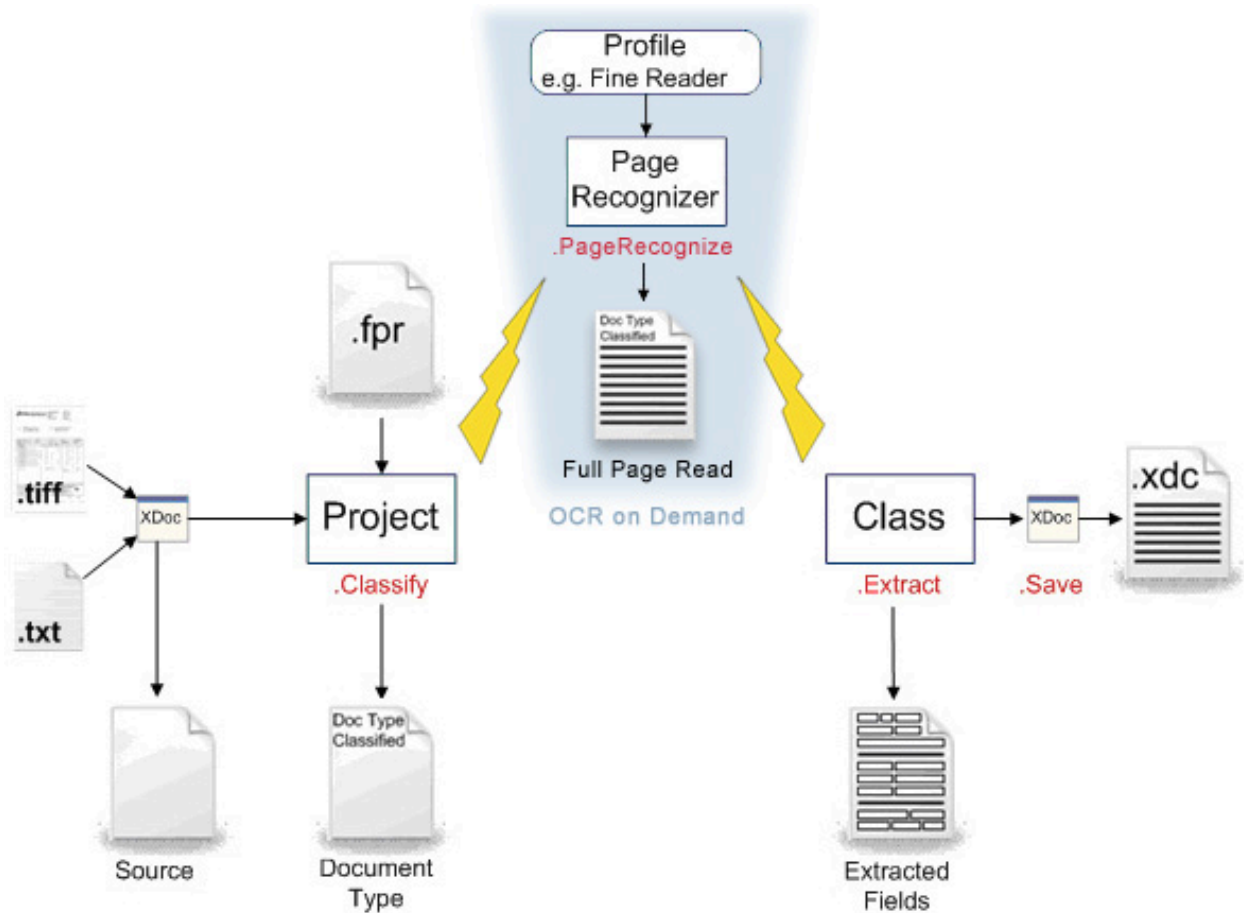 Profile
e.g. Fine Reader
Page
Recognizer
.PageRecognize
Doc Type
Classified
Full Page Read
OCR on Demand
.fpr
.tiff
.txt
XDoc
Project
.Classify
Class
.Extract
XDoc
.Save
.xdc
Source
Doc Type
Classified
Document
Type
Extracted
Fields